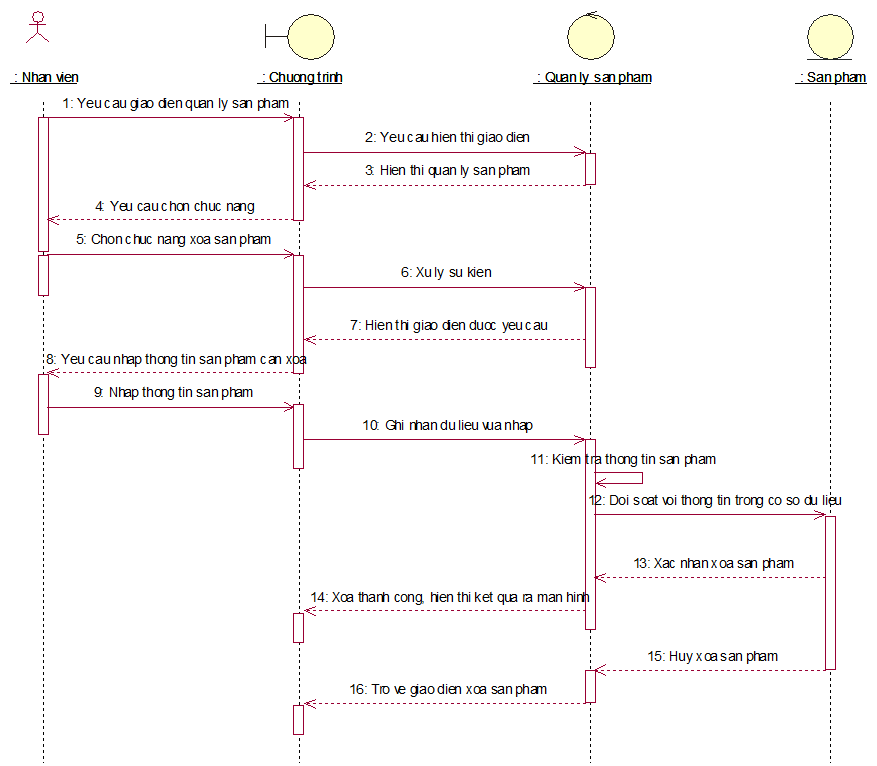 : Nhan vien
: Chuong trinh
: Quan ly san pham
: San pham
1: Yeu cau giao dien quan ly san pham
2: Yeu cau hien thi giao dien
3: Hien thi quan ly san pham
4: Yeu cau chon chuc nang
5: Chon chuc nang xoa san pham
6: Xu ly su kien
7: Hien thi giao dien duoc yeu cau
8: Yeu cau nhap thong tin san pham can xoa
9: Nhap thong tin san pham
10: Ghi nhan du lieu vua nhap
11: Kiem tra thong tin san pham
12: Doi soat voi thong tin trong co so du lieu
13: Xac nhan xoa san pham
14: Xoa thanh cong, hien thi ket qua ra man hinh
15: Huy xoa san pham
16: Tro ve giao dien xoa san pham